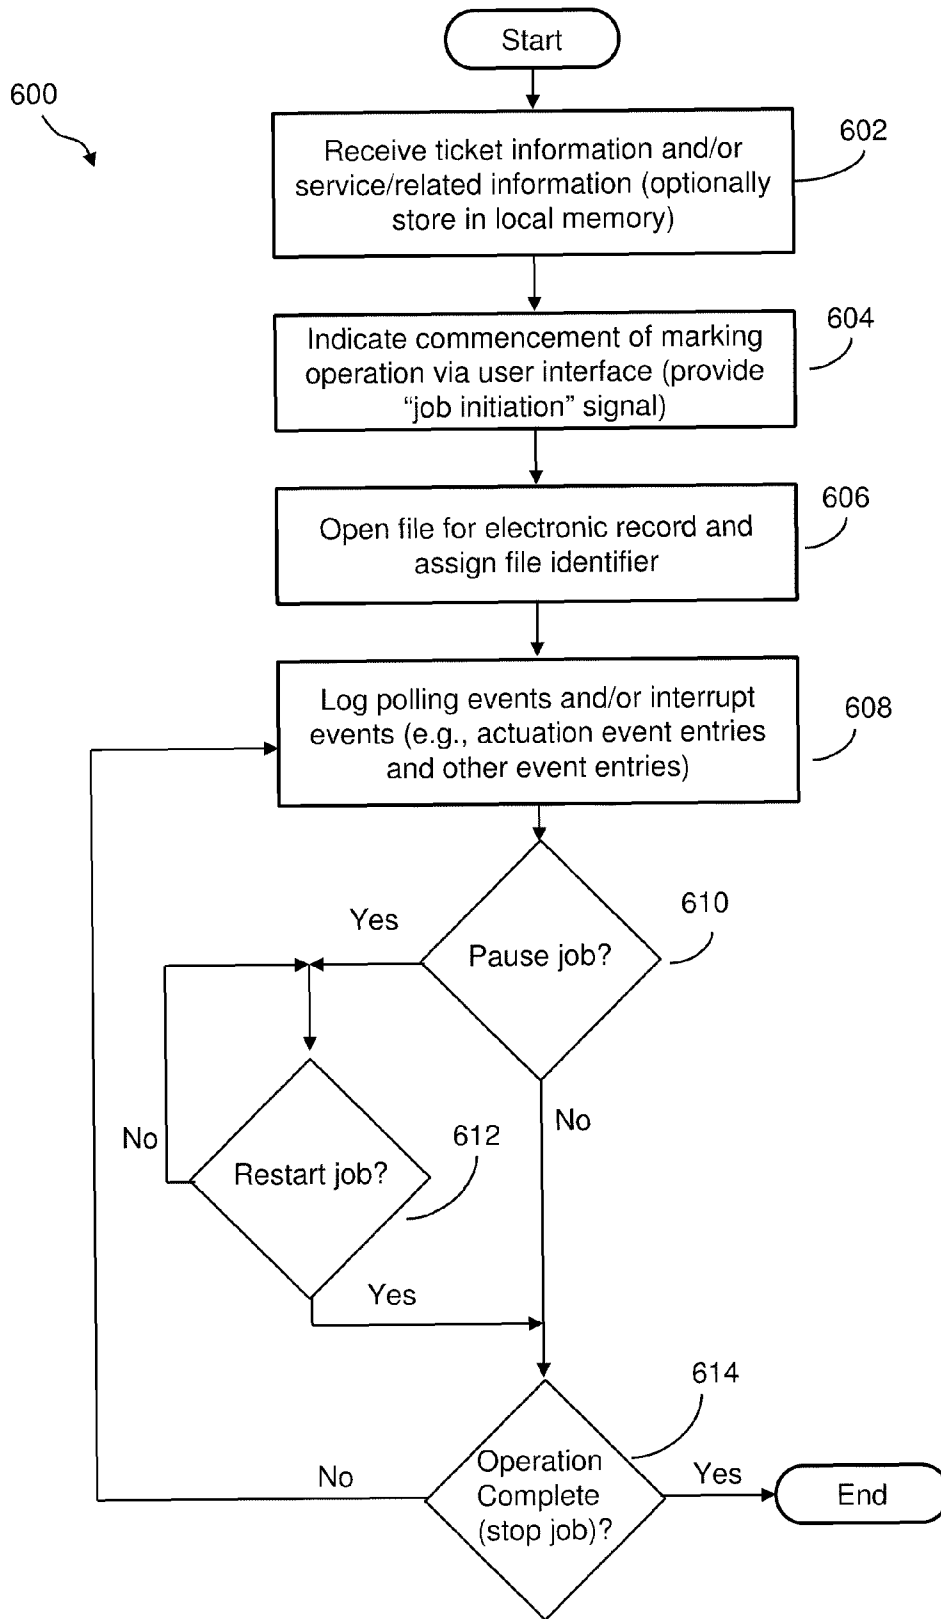 Start
600
Receive ticket information and/or
service/related information (optionally
store in local memory)
602
Indicate commencement of marking
operation via user interface (provide
“job initiation” signal)
604
Open file for electronic record and
assign file identifier
606
Log polling events and/or interrupt
events (e.g., actuation event entries
and other event entries)
608
Pause job?
610
Yes
No
Restart job?
612
No
Yes
Operation
Complete
(stop job)?
614
No
Yes
End